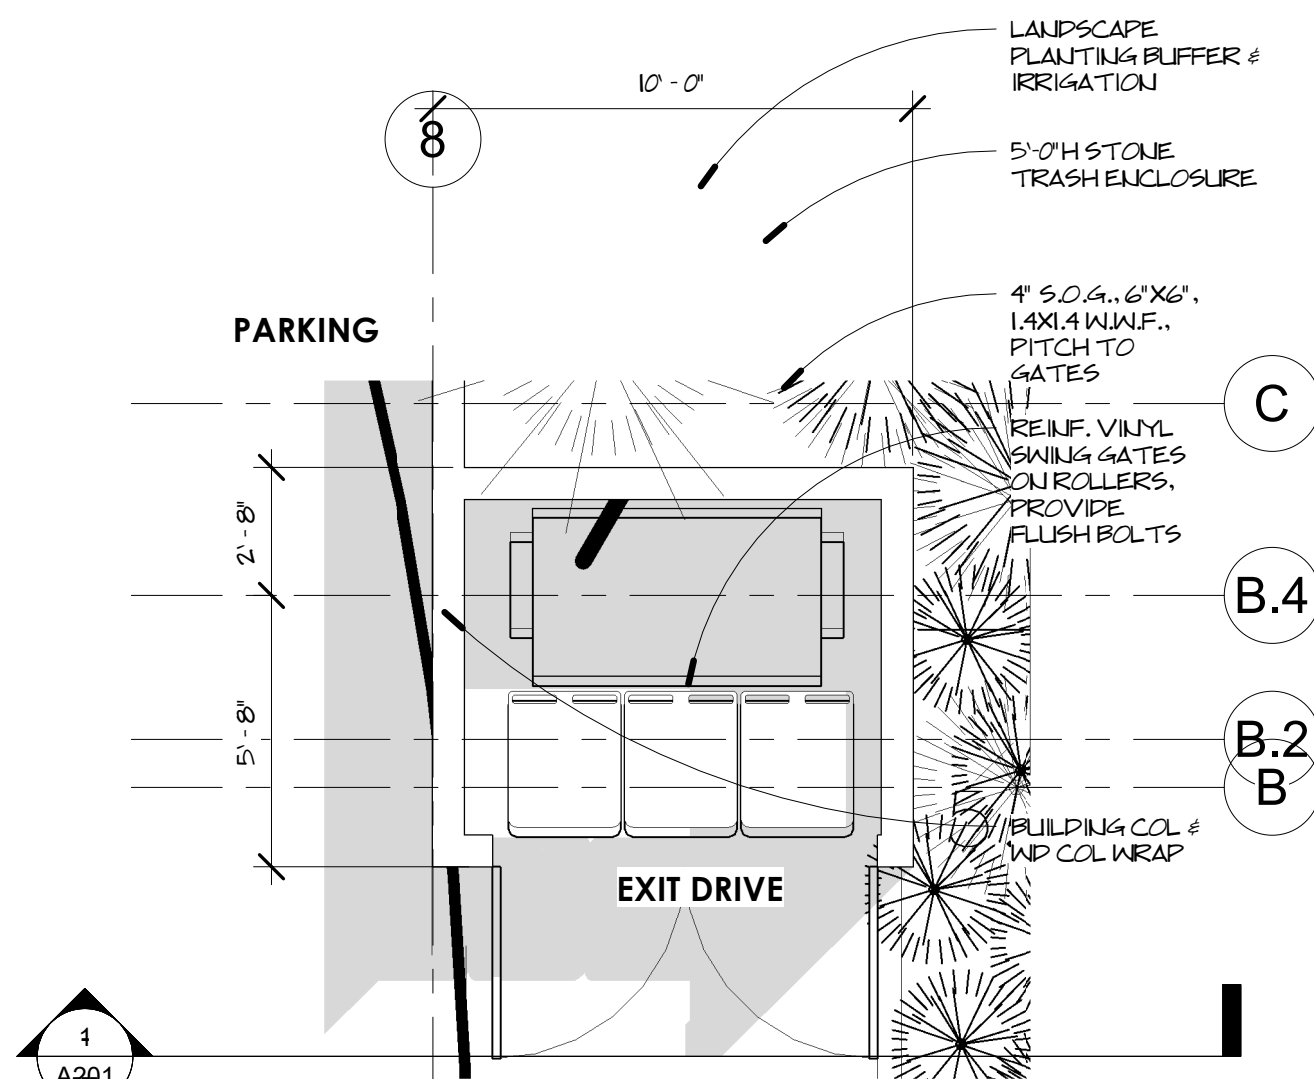 LANDSCAPE
PLANTING BUFFER &
IRRIGATION
10' - 0"
8
5'-0"H STONE
TRASH ENCLOSURE
4" S.O.G., 6"X6",
1.4X1.4 W.W.F.,
PITCH TO
GATES
PARKING
C
REINF. VINYL
SWING GATES
ON ROLLERS,
PROVIDE
FLUSH BOLTS
2' - 8"
B.4
5' - 8"
B.2
B
BUILDING COL &
WD COL WRAP
EXIT DRIVE
1
A201